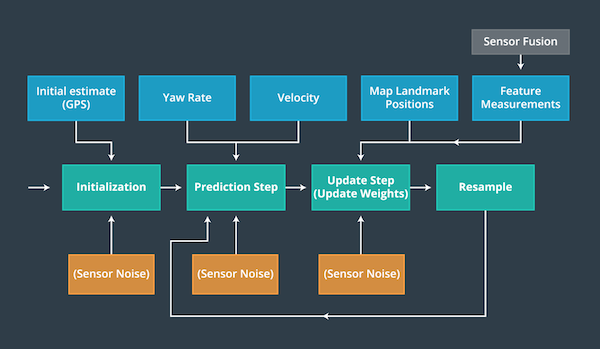 Sensor Fusion
Initial estimate
(GPS)
Yaw Rate
Velocity
Map Landmark
Positions
Feature
Measurements
Initialization
Prediction Step
Update Step
(Update Weights)
Resample
(Sensor Noise)
(Sensor Noise)
(Sensor Noise)